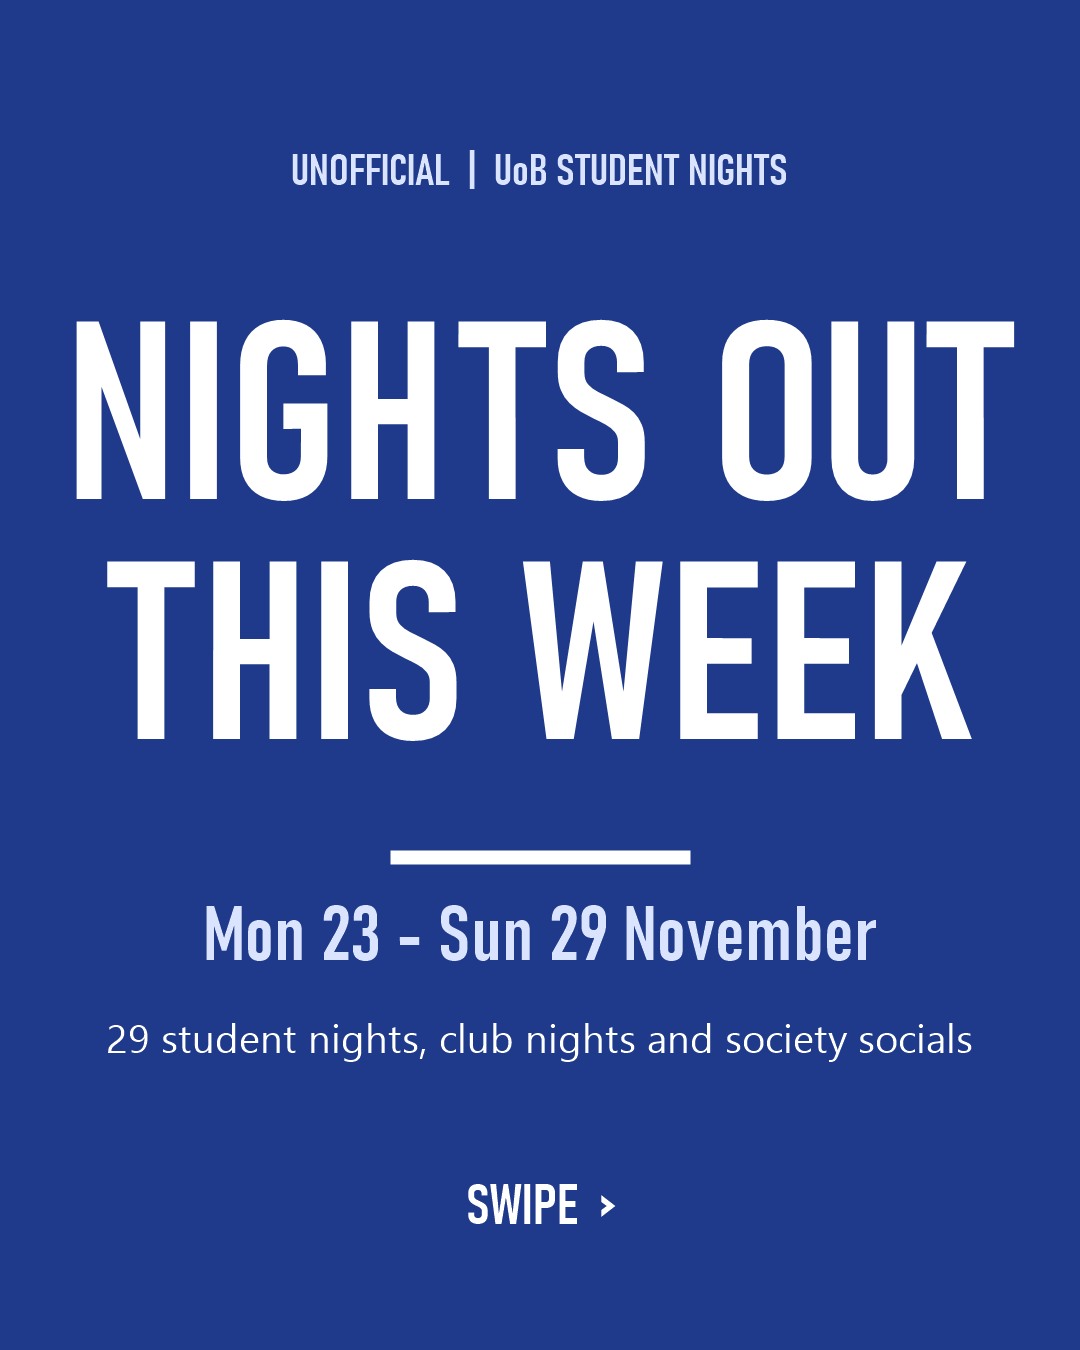 UNOFFICIAL | UoB STUDENT NIGHTS
NIGHTS OUT
THIS WEEK
Mon 23 - Sun 29 November
29 student nights, club nights and society socials
SWIPE >